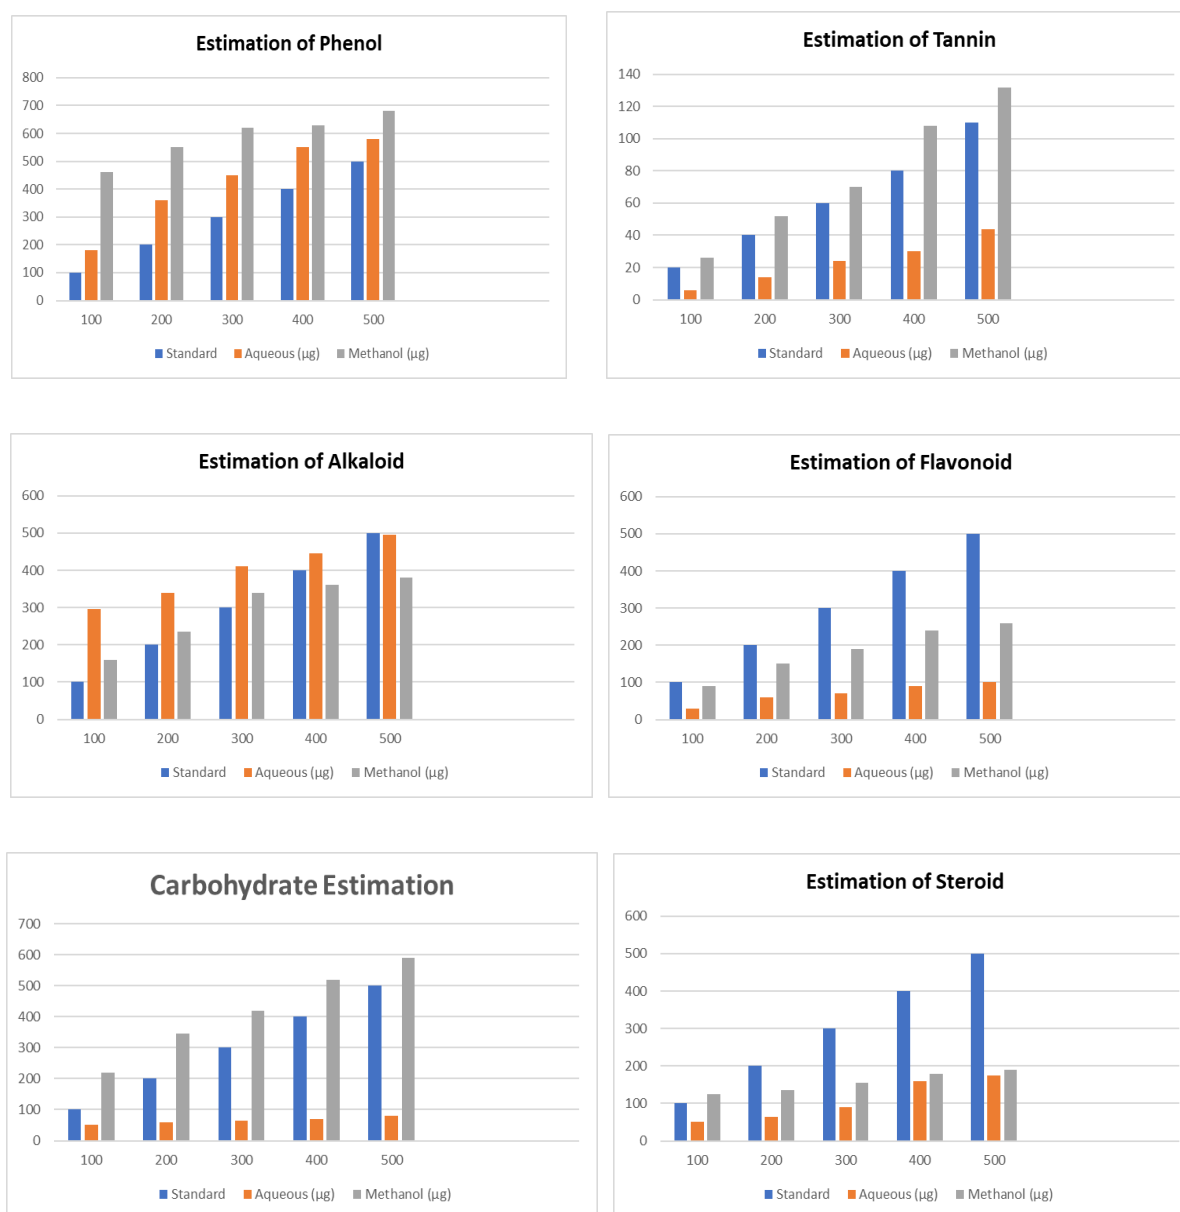 Estimation of Phenol
800
700
600
500
400
300
200
100
0
100 200 300 400 500
Standard Aqueous (µg) Methanol (µg)
Estimation of Tannin
140
120
100
80
60
40
20
0
100 200 300 400 500
Standard Aqueous (µg) Methanol (µg)
Estimation of Alkaloid
600
500
400
300
200
100
0
100 200 300 400 500
Standard Aqueous (µg) Methanol (µg)
Estimation of Flavonoid
600
500
400
300
200
100
0
100 200 300 400 500
Standard Aqueous (µg) Methanol (µg)
Carbohydrate Estimation
700
600
500
400
300
200
100
0
100 200 300 400 500
Standard Aqueous (µg) Methanol (µg)
Estimation of Steroid
600
500
400
300
200
100
0
100 200 300 400 500
Standard Aqueous (µg) Methanol (µg)